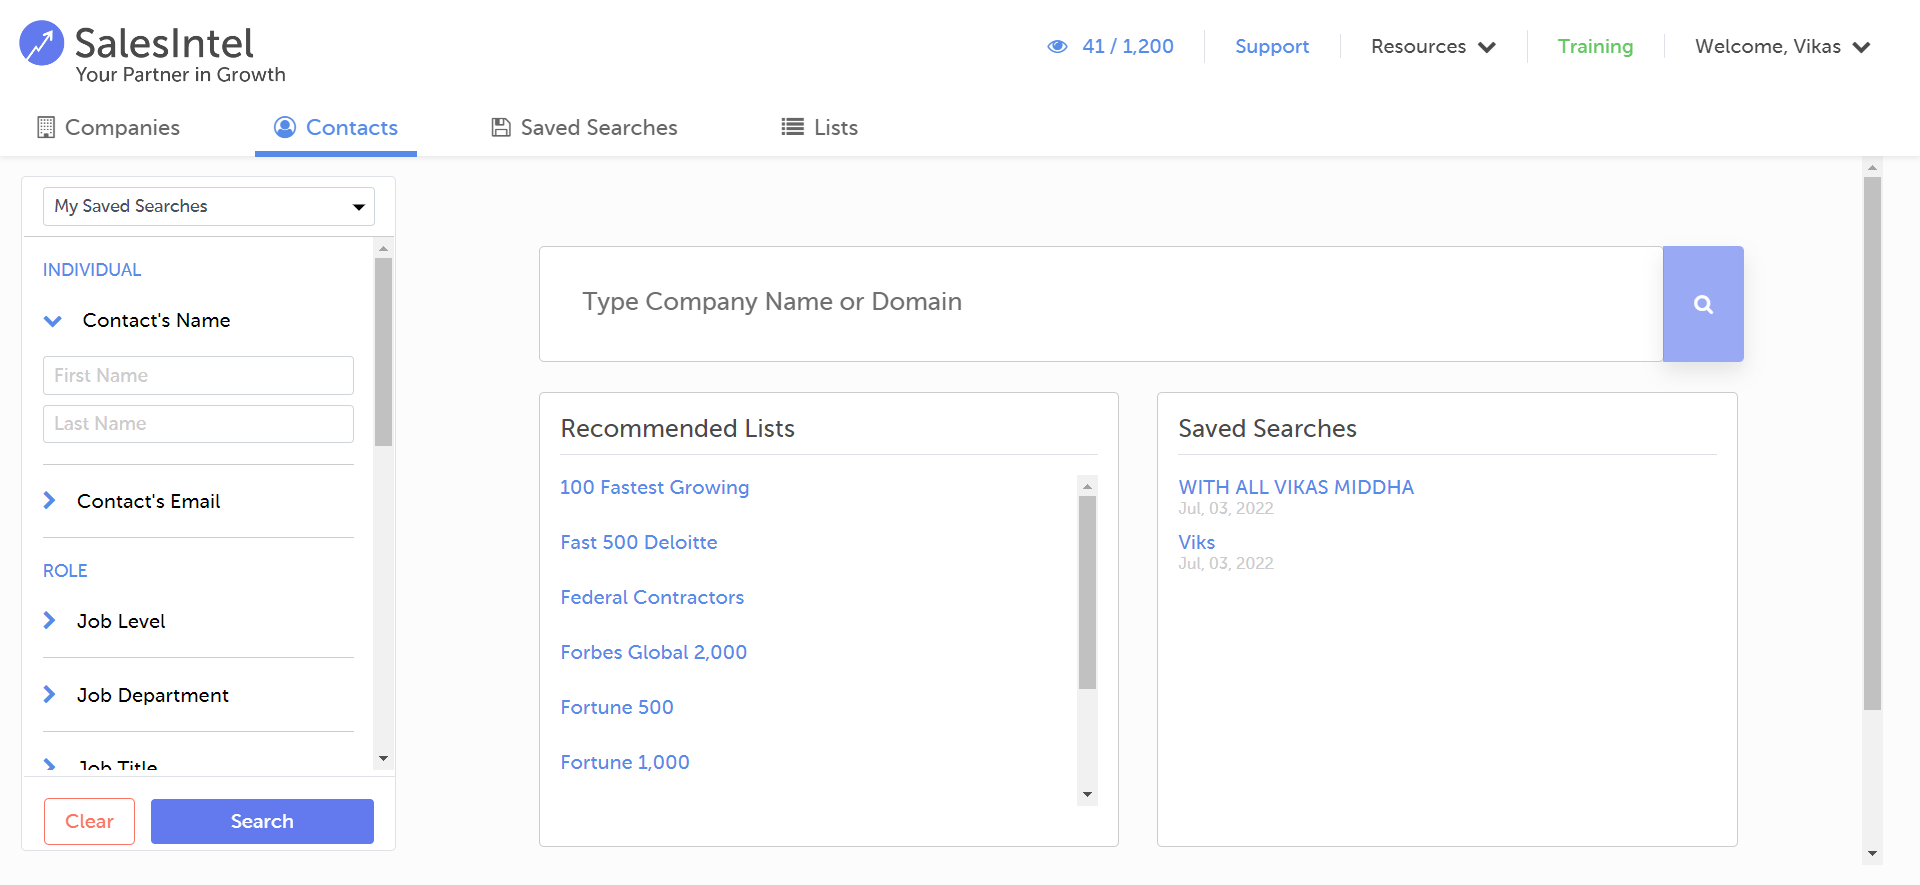 SalesIntel
Your Partner in Growth
41 / 1,200
Support
Resources
Training
Welcome, Vikas
Companies
Contacts
Saved Searches
Lists
My Saved Searches
INDIVIDUAL
Contact's Name
First Name
Last Name
Contact's Email
ROLE
Job Level
Job Department
Job Title
Clear
Search
Type Company Name or Domain
Recommended Lists
100 Fastest Growing
Fast 500 Deloitte
Federal Contractors
Forbes Global 2,000
Fortune 500
Fortune 1,000
Saved Searches
WITH ALL VIKAS MIDDHA
Jul, 03, 2022
Viks
Jul, 03, 2022